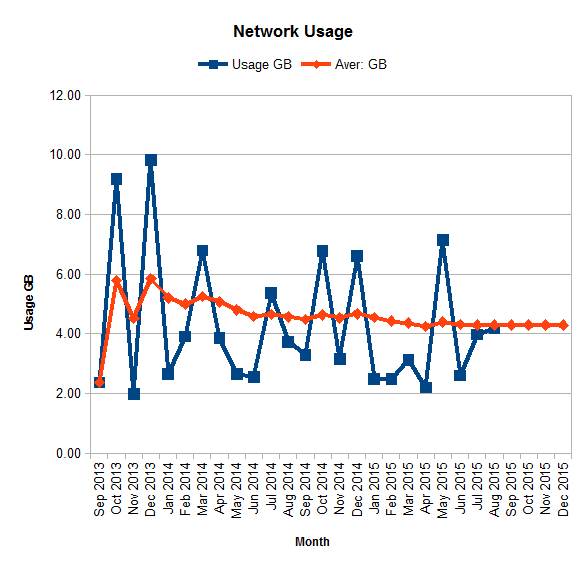 Network Usage
Usage GB Aver: GB
12.00
10.00
8.00
6.00
4.00
2.00
0.00
Usage GB
Sep 2013
Oct 2013
Nov 2013
Dec 2013
Jan 2014
Feb 2014
Mar 2014
Apr 2014
May 2014
Jun 2014
Jul 2014
Aug 2014
Sep 2014
Oct 2014
Nov 2014
Dec 2014
Jan 2015
Feb 2015
Mar 2015
Apr 2015
May 2015
Jun 2015
Jul 2015
Aug 2015
Sep 2015
Oct 2015
Nov 2015
Dec 2015
Month